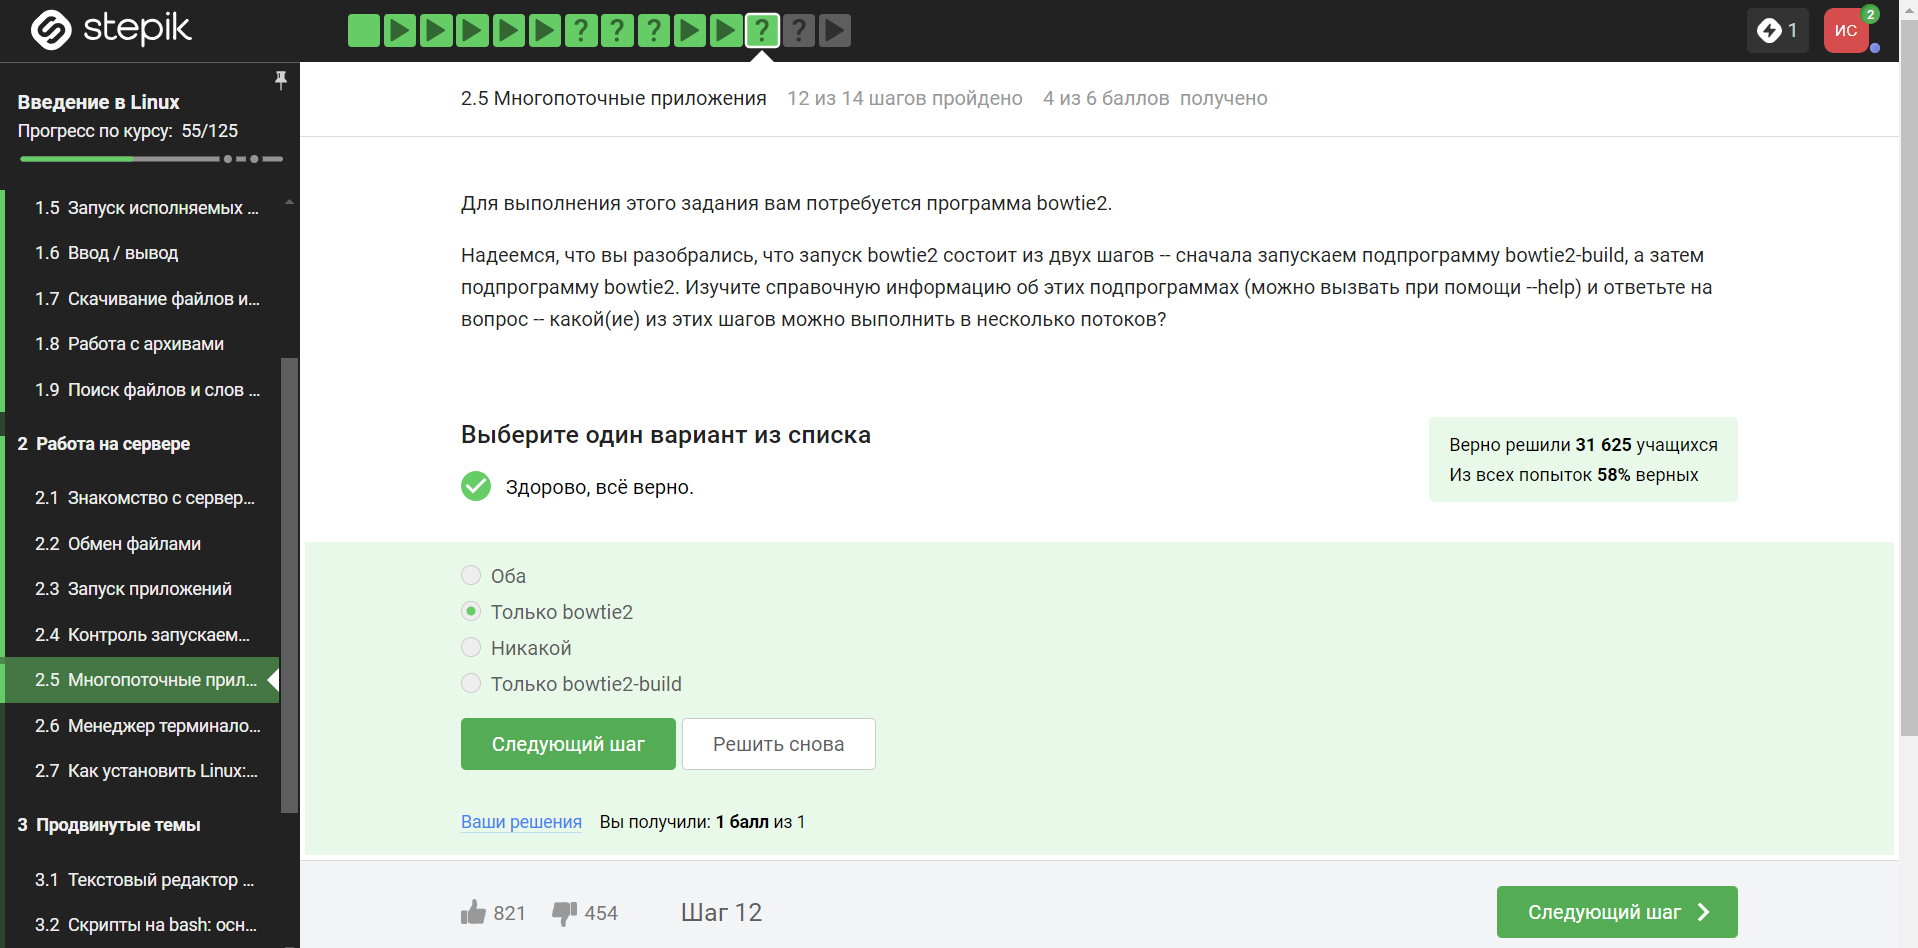 stepik
? ? ? ? ?
1
ИС
2
Введение в Linux
Прогресс по курсу: 55/125
1.5 Запуск исполняемых ...
1.6 Ввод / вывод
1.7 Скачивание файлов и...
1.8 Работа с архивами
1.9 Поиск файлов и слов ...
2 Работа на сервере
2.1 Знакомство с сервер...
2.2 Обмен файлами
2.3 Запуск приложений
2.4 Контроль запускаем...
2.5 Многопоточные прил...
2.6 Менеджер терминало...
2.7 Как установить Linux:...
3 Продвинутые темы
3.1 Текстовый редактор ...
3.2 Скрипты на bash: осн...
2.5 Многопоточные приложения 12 из 14 шагов пройдено 4 из 6 баллов получено
Для выполнения этого задания вам потребуется программа bowtie2.
Надеемся, что вы разобрались, что запуск bowtie2 состоит из двух шагов -- сначала запускаем подпрограмму bowtie2-build, а затем
подпрограмму bowtie2. Изучите справочную информацию об этих подпрограммах (можно вызвать при помощи --help) и ответьте на
вопрос -- какой(ие) из этих шагов можно выполнить в несколько потоков?
Выберите один вариант из списка
Здорово, всё верно.
Верно решили 31 625 учащихся
Из всех попыток 58% верных
Оба
Только bowtie2
Никакой
Только bowtie2-build
Следующий шаг
Решить снова
Ваши решения Вы получили: 1 балл из 1
821 454 Шаг 12
Следующий шаг